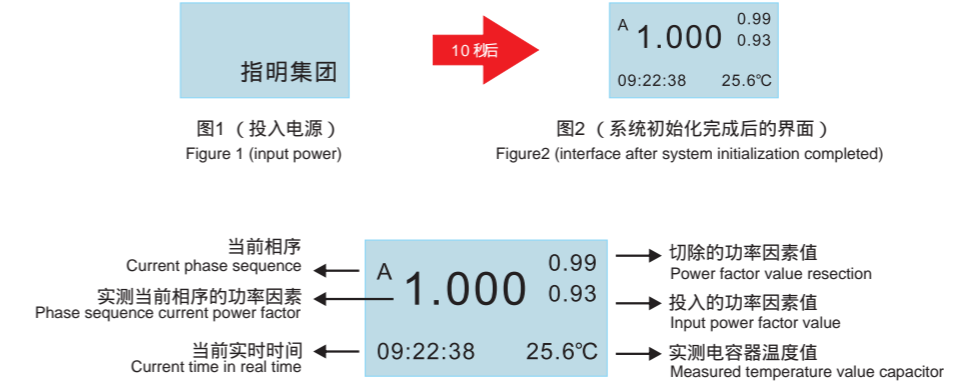 指明集团
10 秒后
A 1.000 0.99
0.93
09:22:38 25.6℃
图1 （投入电源）
Figure 1 (input power)
图2 （系统初始化完成后的界面）
Figure2 (interface after system initialization completed)
当前相序
Current phase sequence
实测当前相序的功率因素
Phase sequence current power factor
当前实时时间
Current time in real time
A 1.000 0.99
0.93
09:22:38 25.6℃
切除的功率因素值
Power factor value resection
投入的功率因素值
Input power factor value
实测电容器温度值
Measured temperature value capacitor